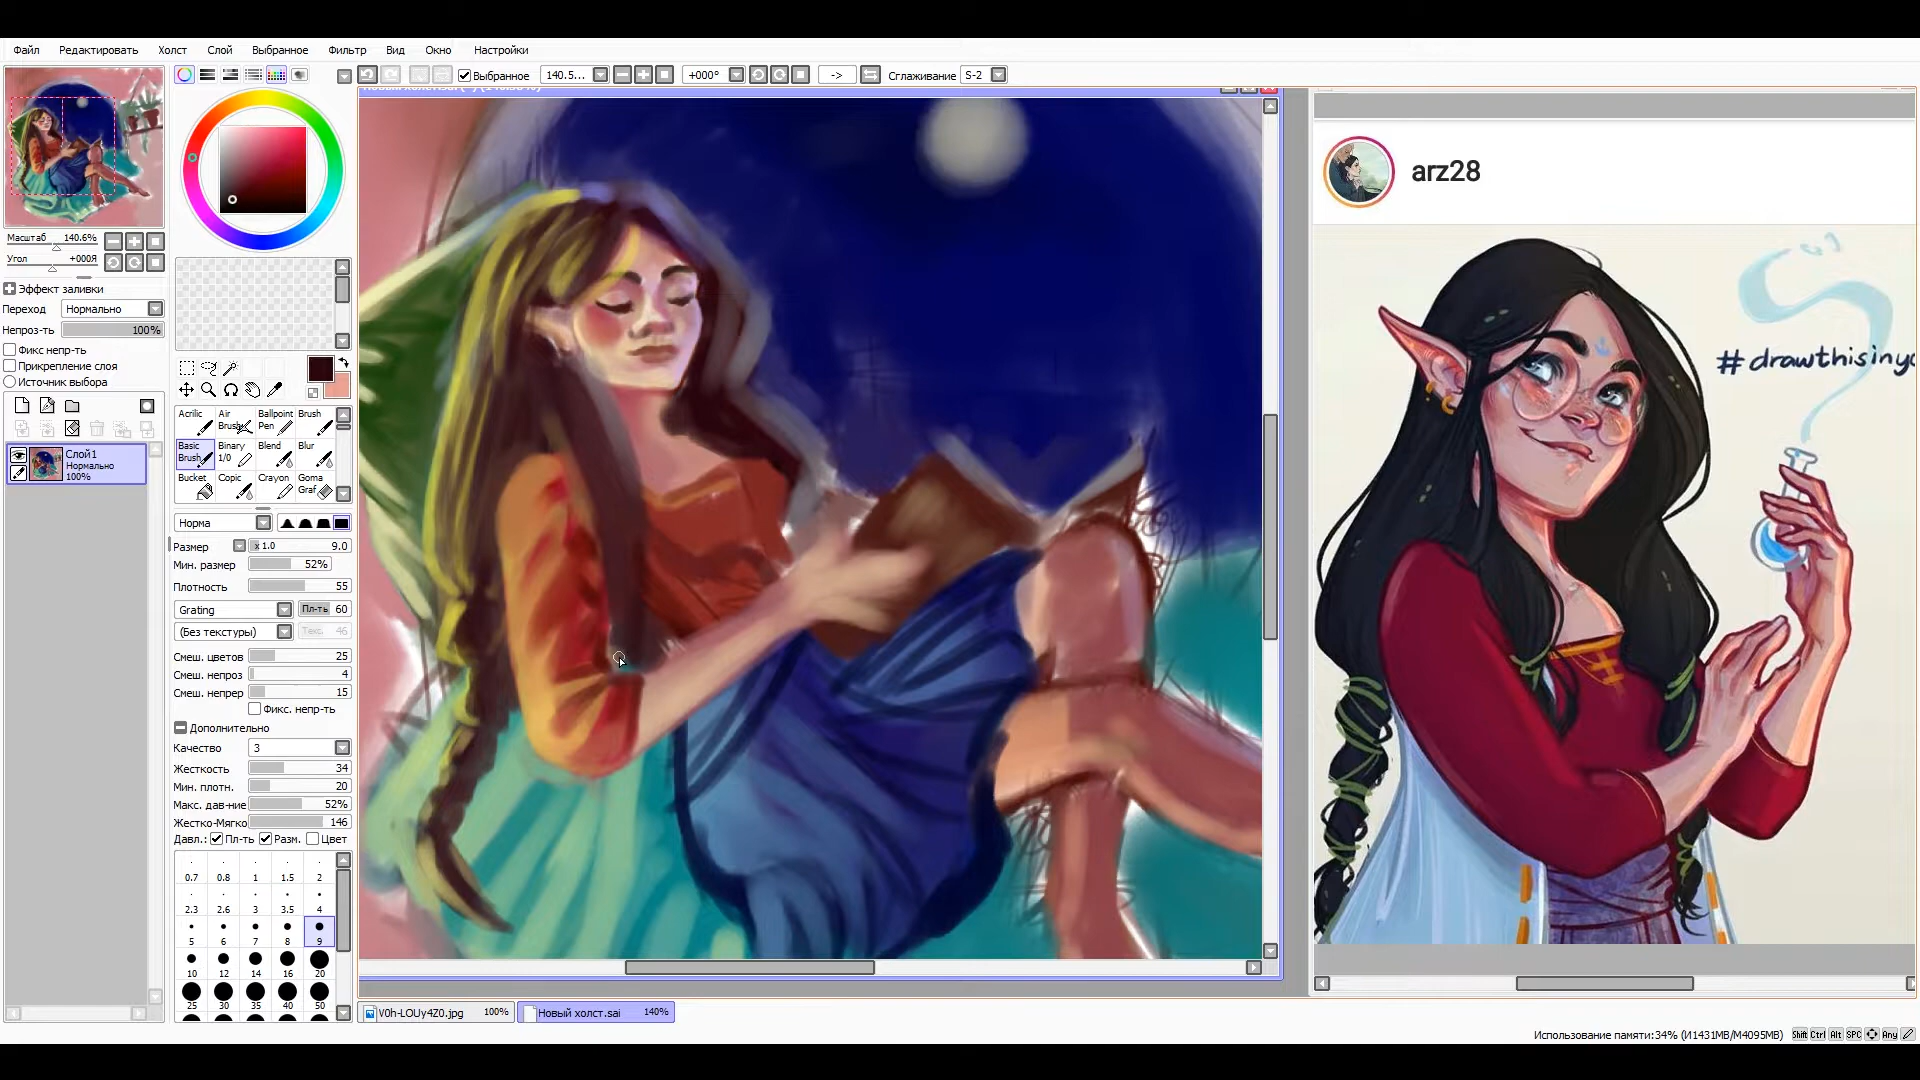 Файл Редактировать Холст Слой Выбранное Фильтр Вид Окно Настройки
Выбранное 140.5... +000° -> Сглаживание S-2
arz28
#drawthisinyo
Масштаб 140.6%
Угол +000Я
Эффект заливки
Переход Нормально
Непроз-ть 100%
Фикс непр-ть
Прикрепление слоя
Источник выбора
Слой1
Нормально
100%
Acrilic Air Brush Ballpoint Pen Brush
Basic Brush Binary 1/0 Blend Blur
Bucket Copic Crayon Goma Graf
Норма
Размер x 1.0 9.0
Мин. размер 52%
Плотность 55
Grating Пл-ть 60
(Без текстуры) Текс. 46
Смеш. цветов 25
Смеш. непроз 4
Смеш. непрер 15
Фикс. непр-ть
Дополнительно
Качество 3
Жесткость 34
Мин. плотн. 20
Макс. дав-ние 52%
Жестко-Мягко 146
Давл.: Пл-ть Разм. Цвет
0.7 0.8 1 1.5 2
2.3 2.6 3 3.5 4
5 6 7 8 9
10 12 14 16 20
25 30 35 40 50
V0h-LOUy4Z0.jpg 100% Новый холст.sai 140%
Использование памяти:34% (И1431MB/М4095MB) Shift Ctrl Alt SPC Any